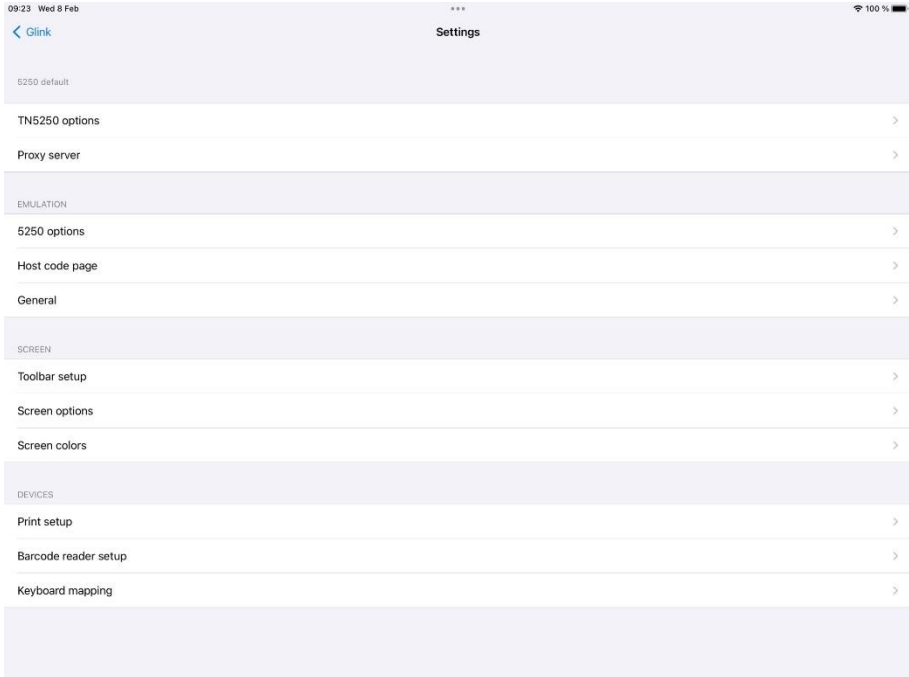 09:23 Wed 8 Feb 100 %
Glink Settings
5250 default
TN5250 options
Proxy server
EMULATION
5250 options
Host code page
General
SCREEN
Toolbar setup
Screen options
Screen colors
DEVICES
Print setup
Barcode reader setup
Keyboard mapping